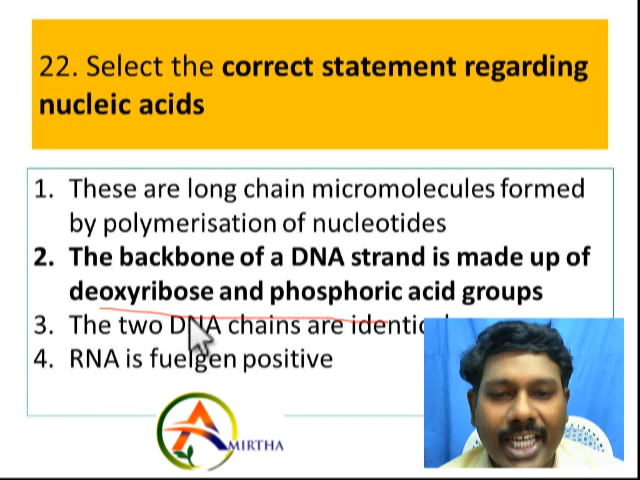 22. Select the correct statement regarding
nucleic acids
1. These are long chain micromolecules formed
by polymerisation of nucleotides
2. The backbone of a DNA strand is made up of
deoxyribose and phosphoric acid groups
3. The two DNA chains are
4. RNA is fuelgen positive
AMIRTHA